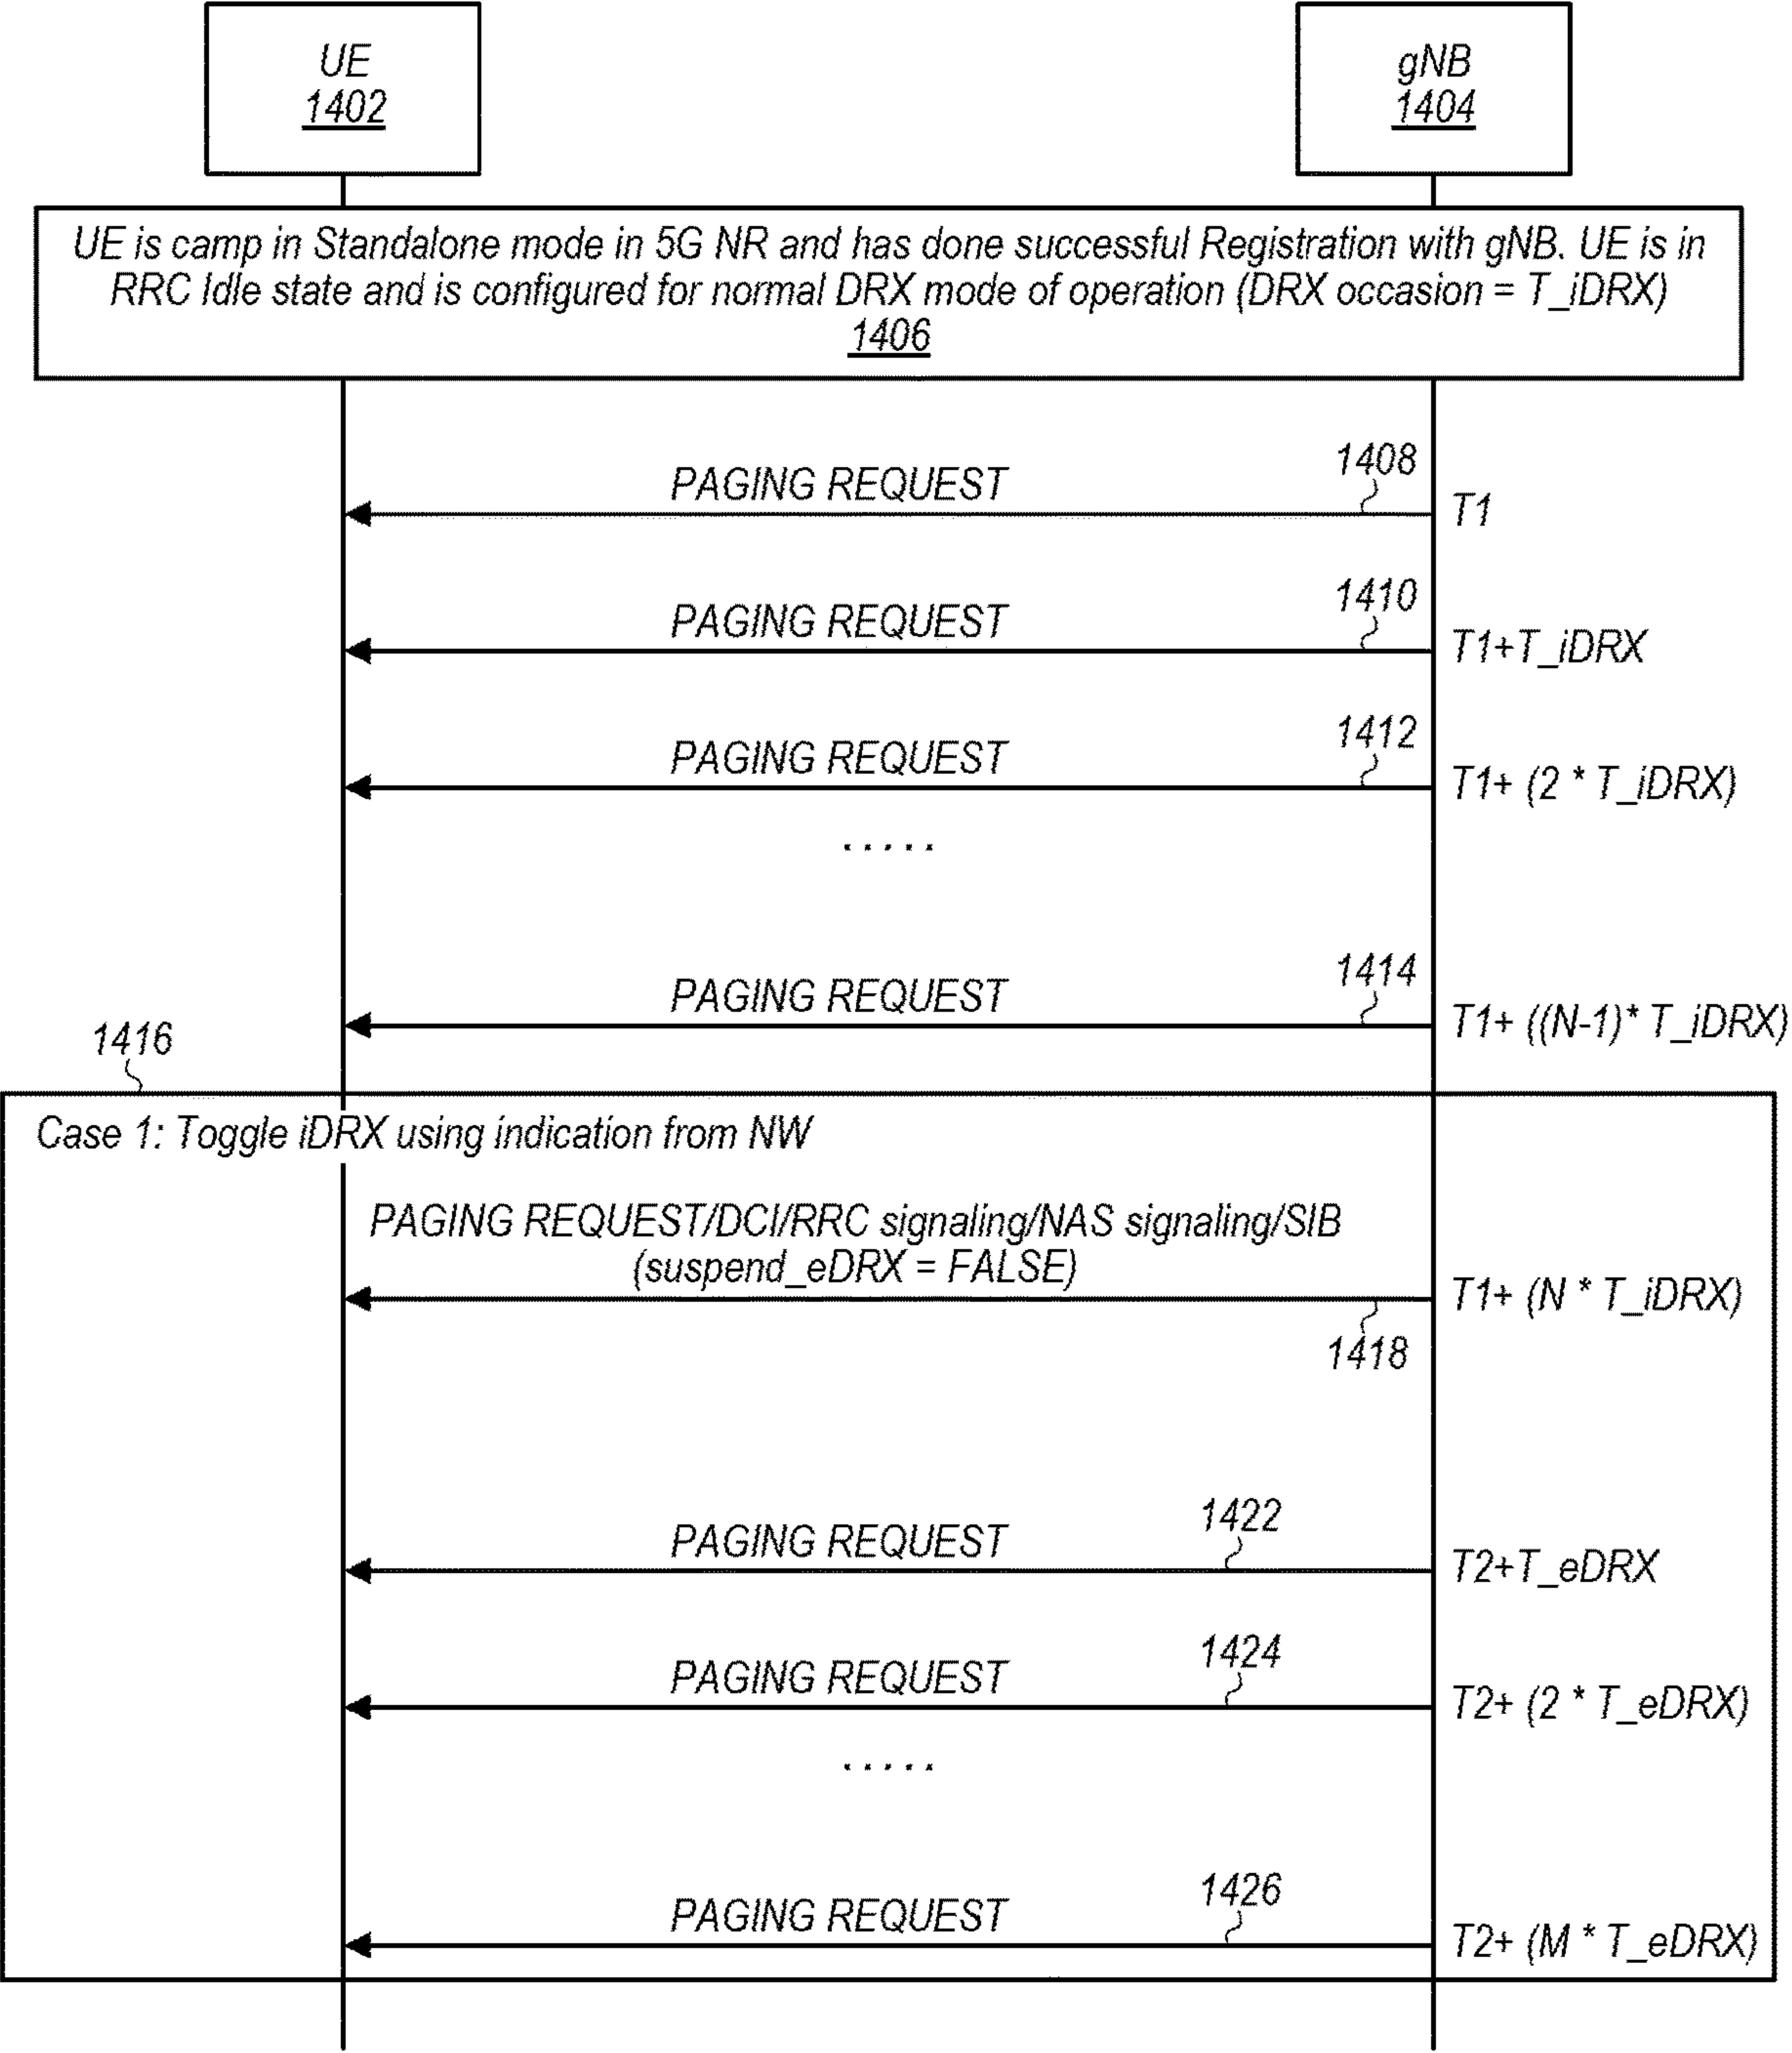 UE
1402
gNB
1404
UE is camp in Standalone mode in 5G NR and has done successful Registration with gNB. UE is in
RRC Idle state and is configured for normal DRX mode of operation (DRX occasion = T_iDRX)
1406
PAGING REQUEST
1408
T1
PAGING REQUEST
1410
T1+T_iDRX
PAGING REQUEST
1412
T1+ (2 * T_iDRX)
.....
PAGING REQUEST
1414
T1+ ((N-1)* T_iDRX)
1416
Case 1: Toggle iDRX using indication from NW
PAGING REQUEST/DCI/RRC signaling/NAS signaling/SIB
(suspend_eDRX = FALSE)
T1+ (N * T_iDRX)
1418
PAGING REQUEST
1422
T2+T_eDRX
PAGING REQUEST
1424
T2+ (2 * T_eDRX)
.....
PAGING REQUEST
1426
T2+ (M * T_eDRX)